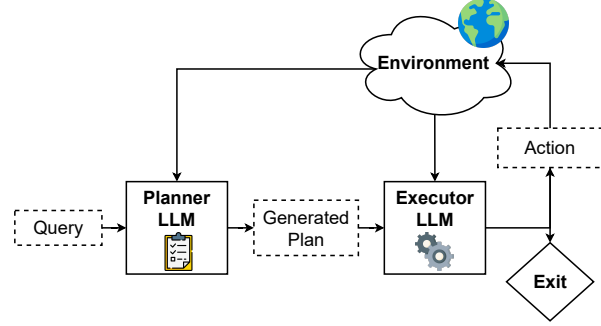 Environment
Action
Planner
LLM
Executor
LLM
Query
Generated
Plan
Exit